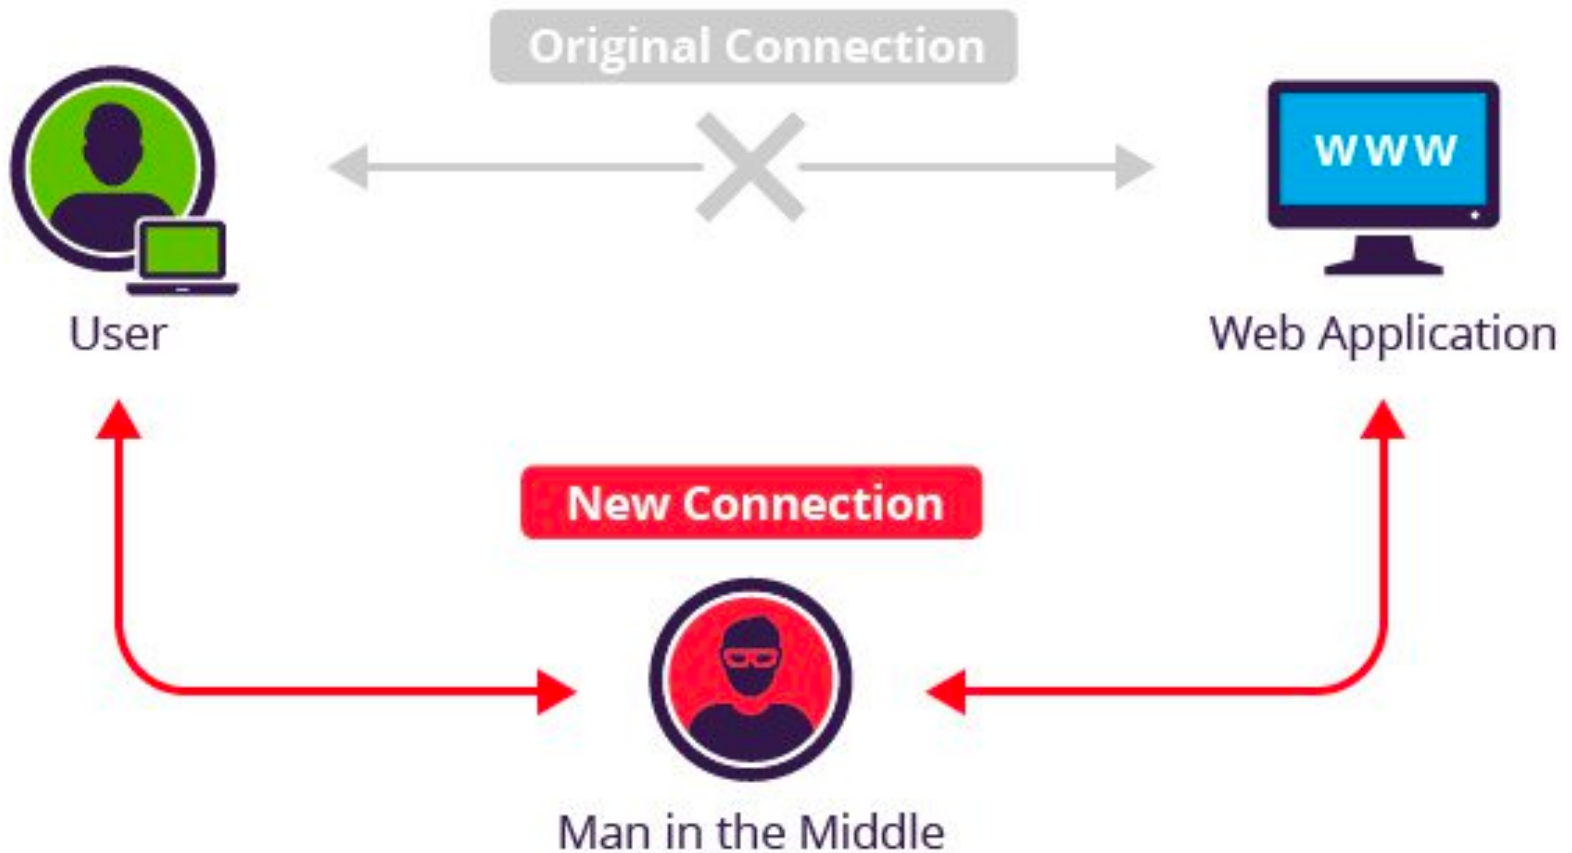 Original Connection
www
User
Web Application
New Connection
Man in the Middle